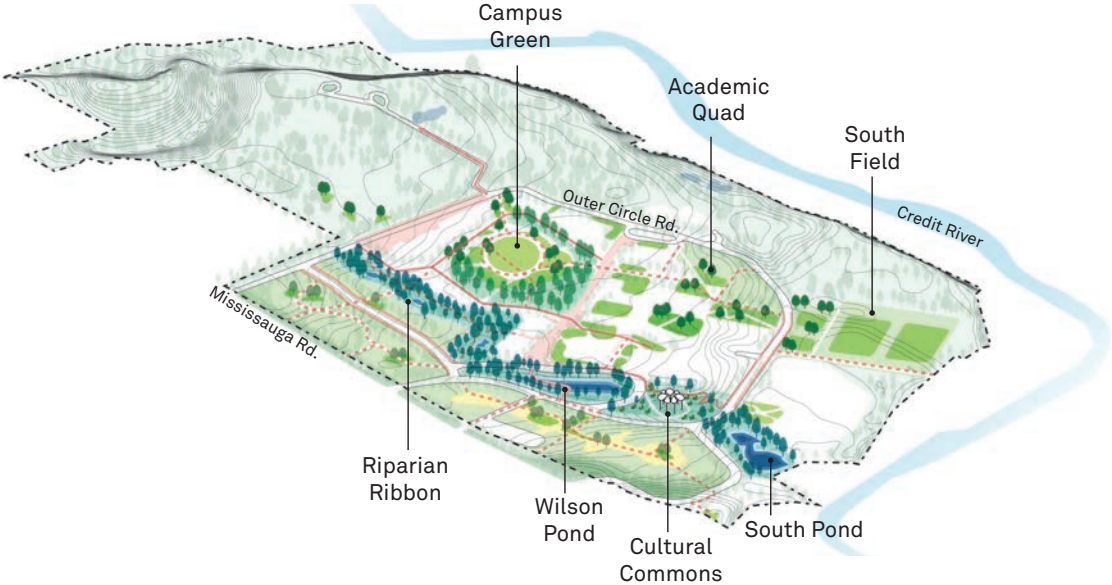 Campus
Green
Academic
Quad
South
Field
Outer Circle Rd.
Credit River
Mississauga Rd.
Riparian
Ribbon
Wilson
Pond
Cultural
Commons
South Pond